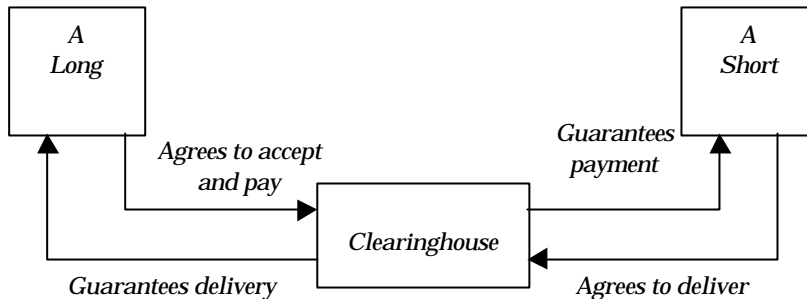 A
Long
A
Short
Agrees to accept
and pay
Guarantees
payment
Clearinghouse
Guarantees delivery
Agrees to deliver